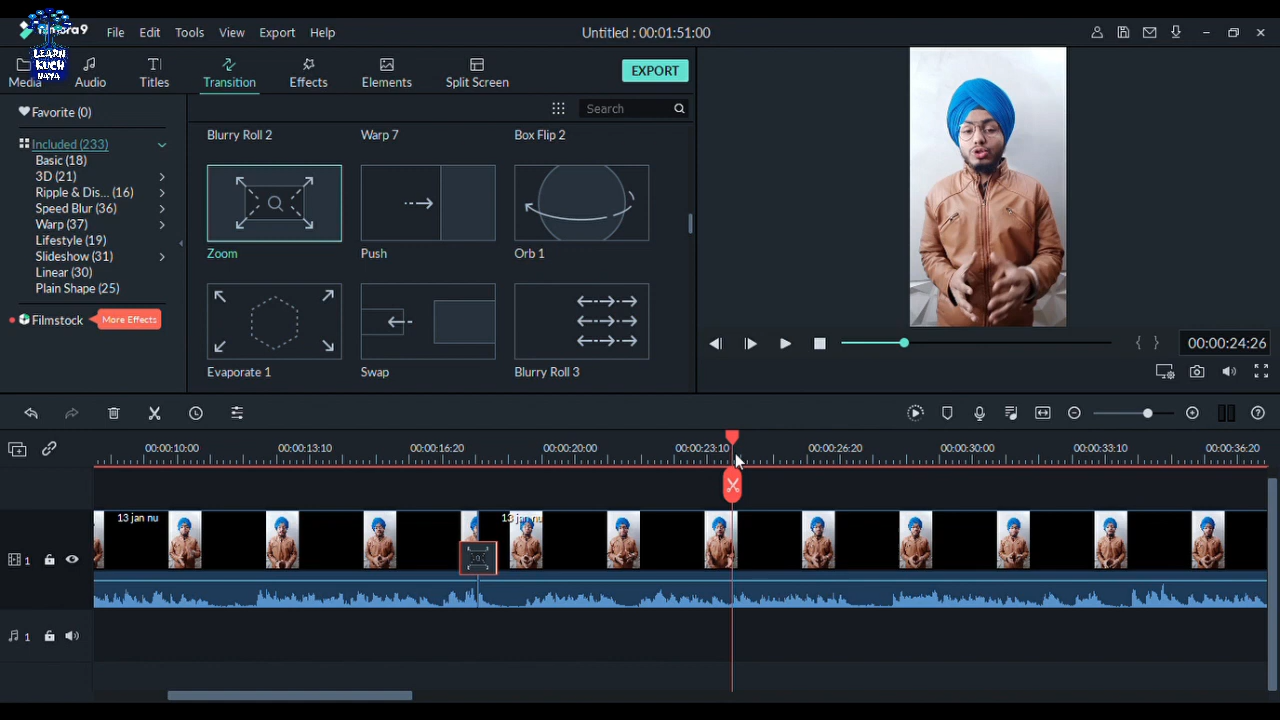 filmora9 File Edit Tools View Export Help Untitled : 00:01:51:00
LEARN
KUCH
NAYA
Media Audio Titles Transition Effects Elements Split Screen EXPORT
Favorite (0)
Search
Included (233)
Basic (18)
3D (21)
Ripple & Dis... (16)
Speed Blur (36)
Warp (37)
Lifestyle (19)
Slideshow (31)
Linear (30)
Plain Shape (25)
Filmstock More Effects
Blurry Roll 2 Warp 7 Box Flip 2
Zoom Push Orb 1
Evaporate 1 Swap Blurry Roll 3
{ } 00:00:24:26
00:00:10:00 00:00:13:10 00:00:16:20 00:00:20:00 00:00:23:10 00:00:26:20 00:00:30:00 00:00:33:10 00:00:36:20
13 jan nu 13 jan nu
1
1